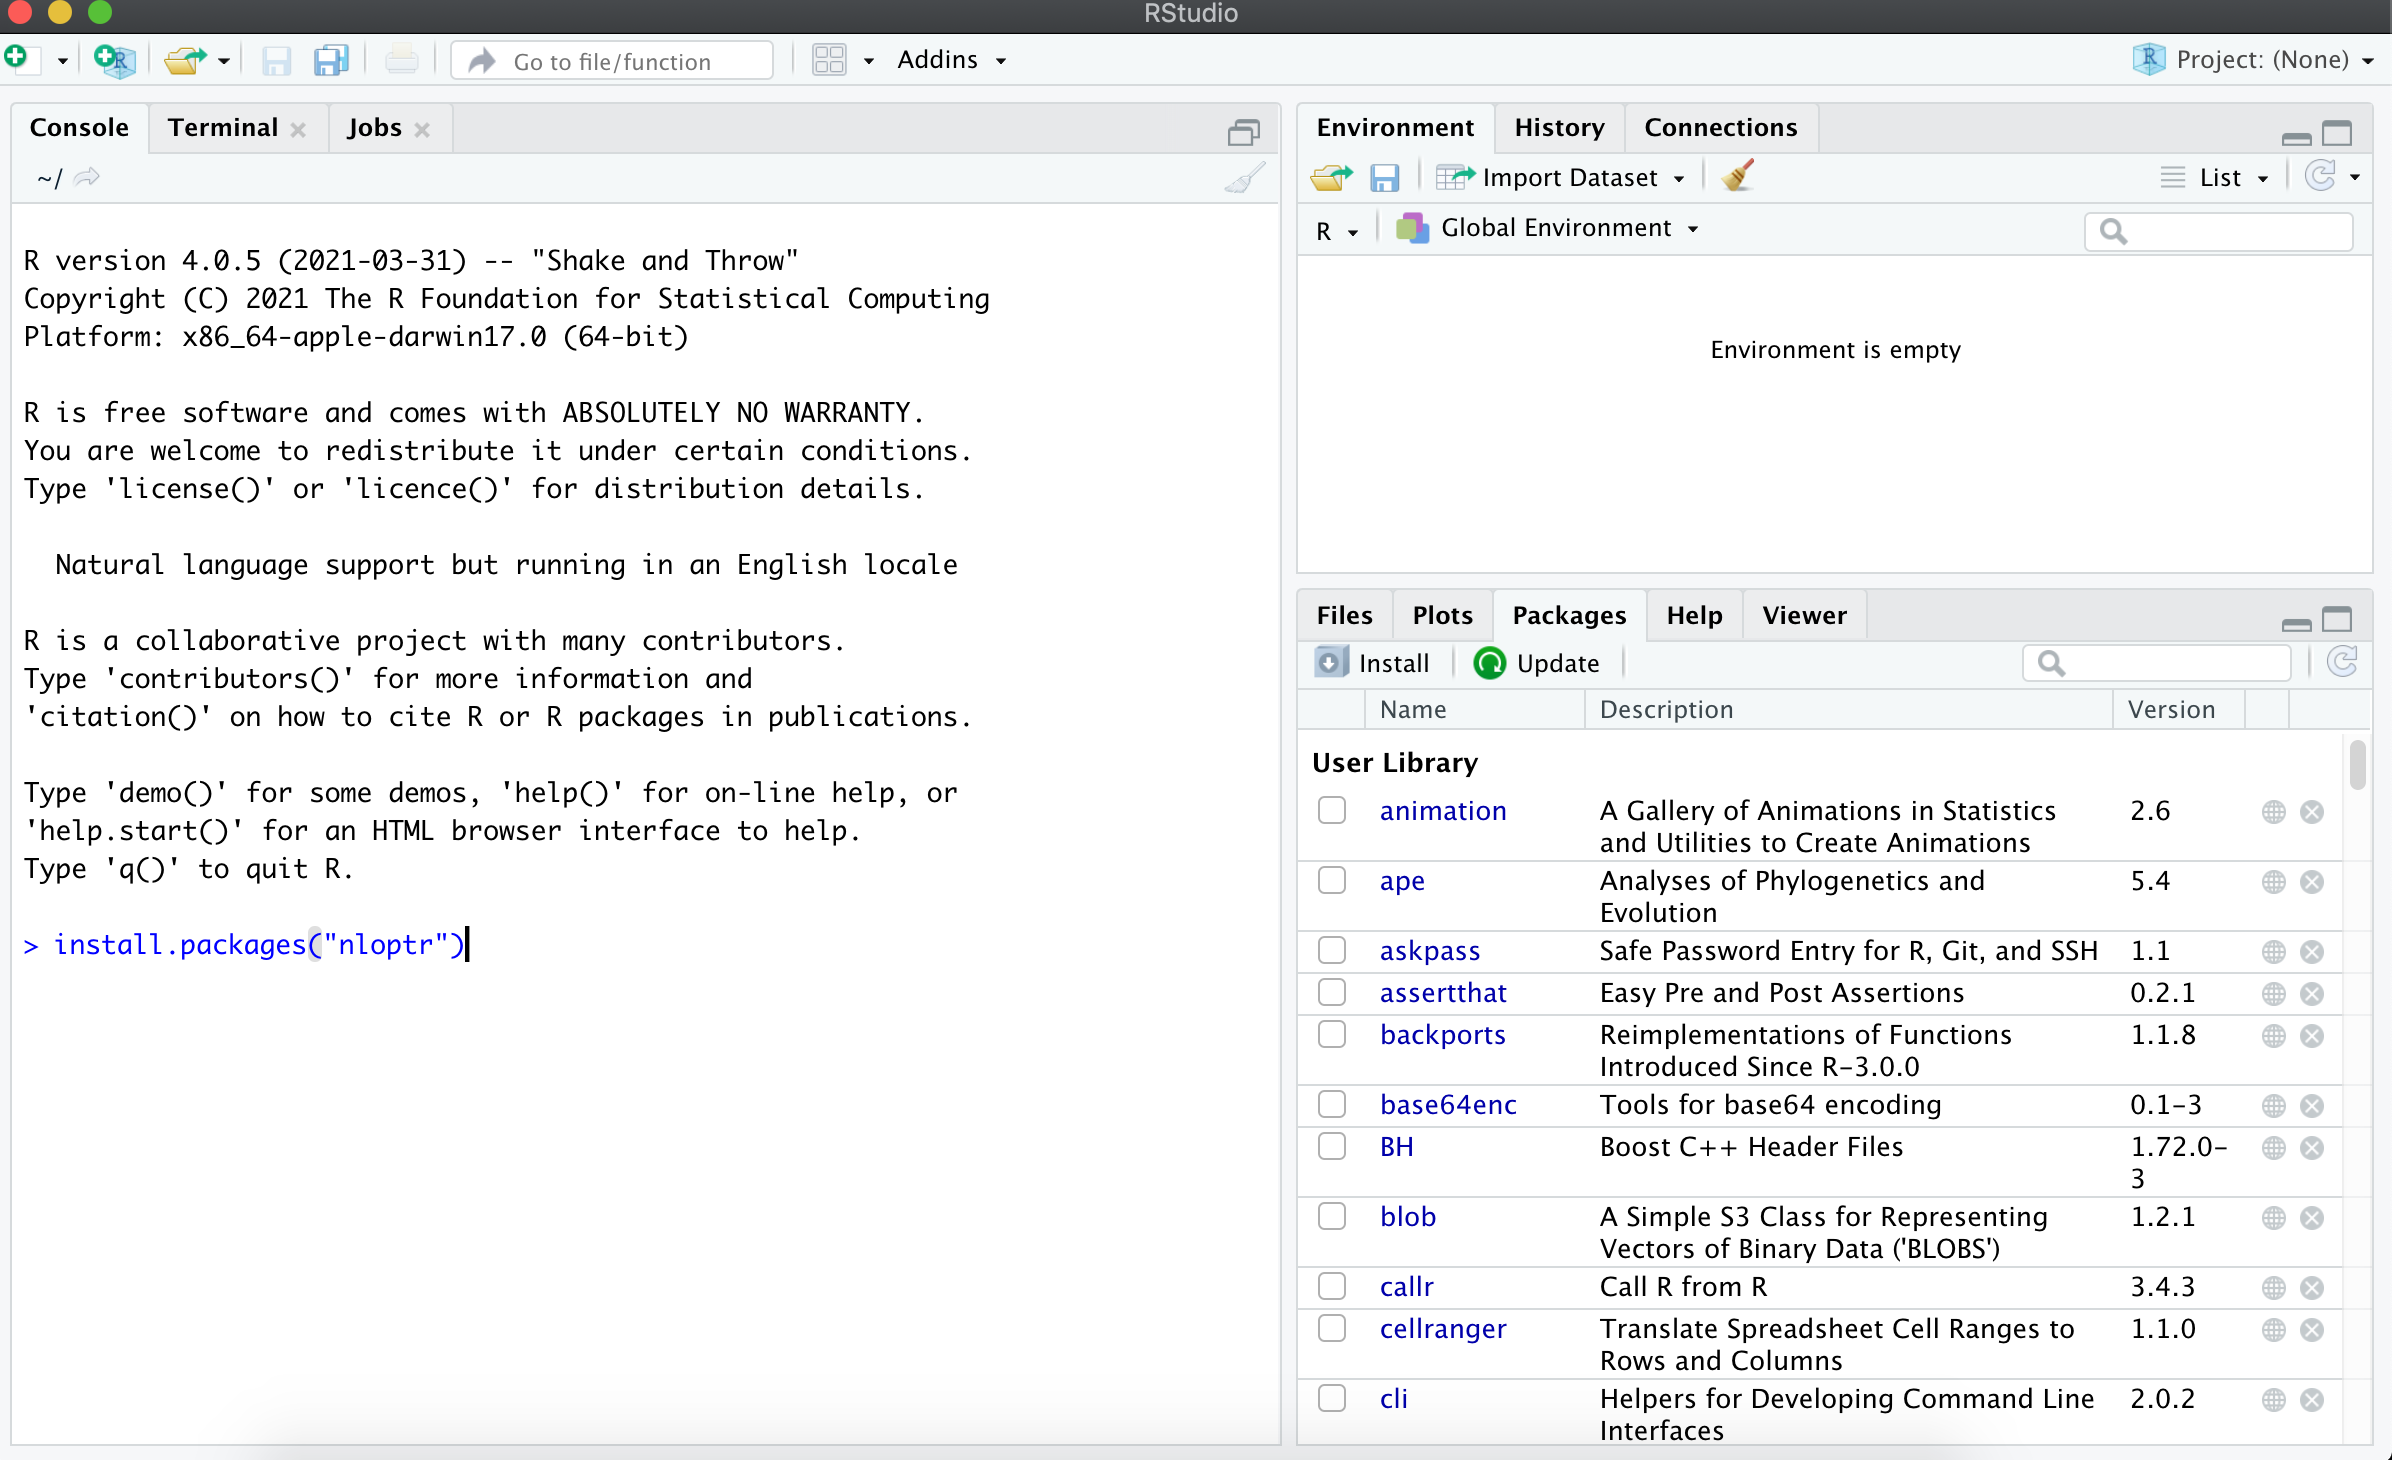 RStudio
Go to file/function
Addins
Project: (None)
Console
Terminal
Jobs
~/
R version 4.0.5 (2021-03-31) -- "Shake and Throw"
Copyright (C) 2021 The R Foundation for Statistical Computing
Platform: x86_64-apple-darwin17.0 (64-bit)
R is free software and comes with ABSOLUTELY NO WARRANTY.
You are welcome to redistribute it under certain conditions.
Type 'license()' or 'licence()' for distribution details.
Natural language support but running in an English locale
R is a collaborative project with many contributors.
Type 'contributors()' for more information and
'citation()' on how to cite R or R packages in publications.
Type 'demo()' for some demos, 'help()' for on-line help, or
'help.start()' for an HTML browser interface to help.
Type 'q()' to quit R.
> install.packages("nloptr")
Environment
History
Connections
Import Dataset
List
R
Global Environment
Environment is empty
Files
Plots
Packages
Help
Viewer
Install
Update
Name Description Version
User Library
animation A Gallery of Animations in Statistics 2.6
and Utilities to Create Animations
ape Analyses of Phylogenetics and 5.4
Evolution
askpass Safe Password Entry for R, Git, and SSH 1.1
assertthat Easy Pre and Post Assertions 0.2.1
backports Reimplementations of Functions 1.1.8
Introduced Since R-3.0.0
base64enc Tools for base64 encoding 0.1-3
BH Boost C++ Header Files 1.72.0-
3
blob A Simple S3 Class for Representing 1.2.1
Vectors of Binary Data ('BLOBS')
callr Call R from R 3.4.3
cellranger Translate Spreadsheet Cell Ranges to 1.1.0
Rows and Columns
cli Helpers for Developing Command Line 2.0.2
Interfaces